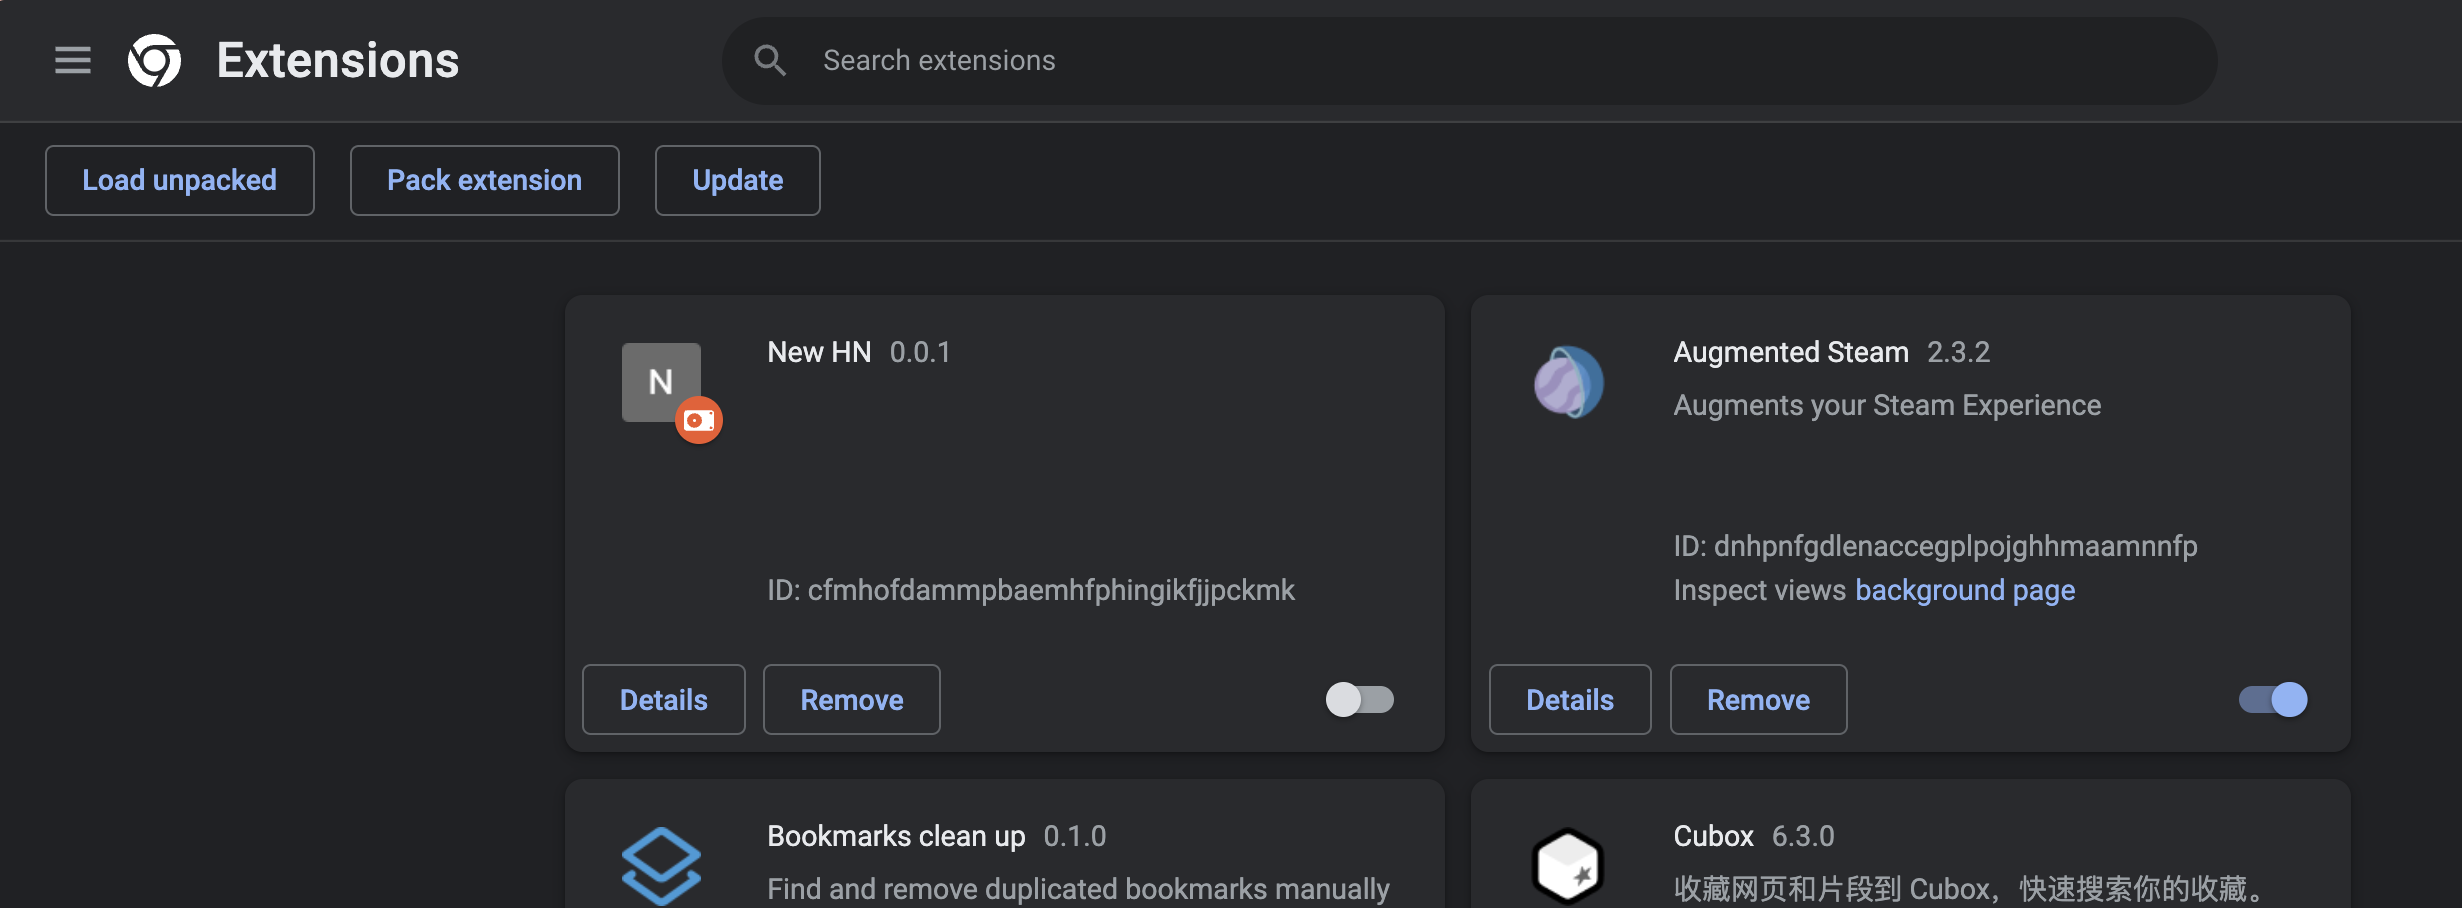 Extensions
Search extensions
Load unpacked
Pack extension
Update
N
New HN 0.0.1
ID: cfmhofdammpbaemhfphingikfjjpckmk
Details
Remove
Augmented Steam 2.3.2
Augments your Steam Experience
ID: dnhpnfgdlenaccegplpojghhmaamnnfp
Inspect views background page
Details
Remove
Bookmarks clean up 0.1.0
Find and remove duplicated bookmarks manually
Cubox 6.3.0
收藏网页和片段到 Cubox，快速搜索你的收藏。